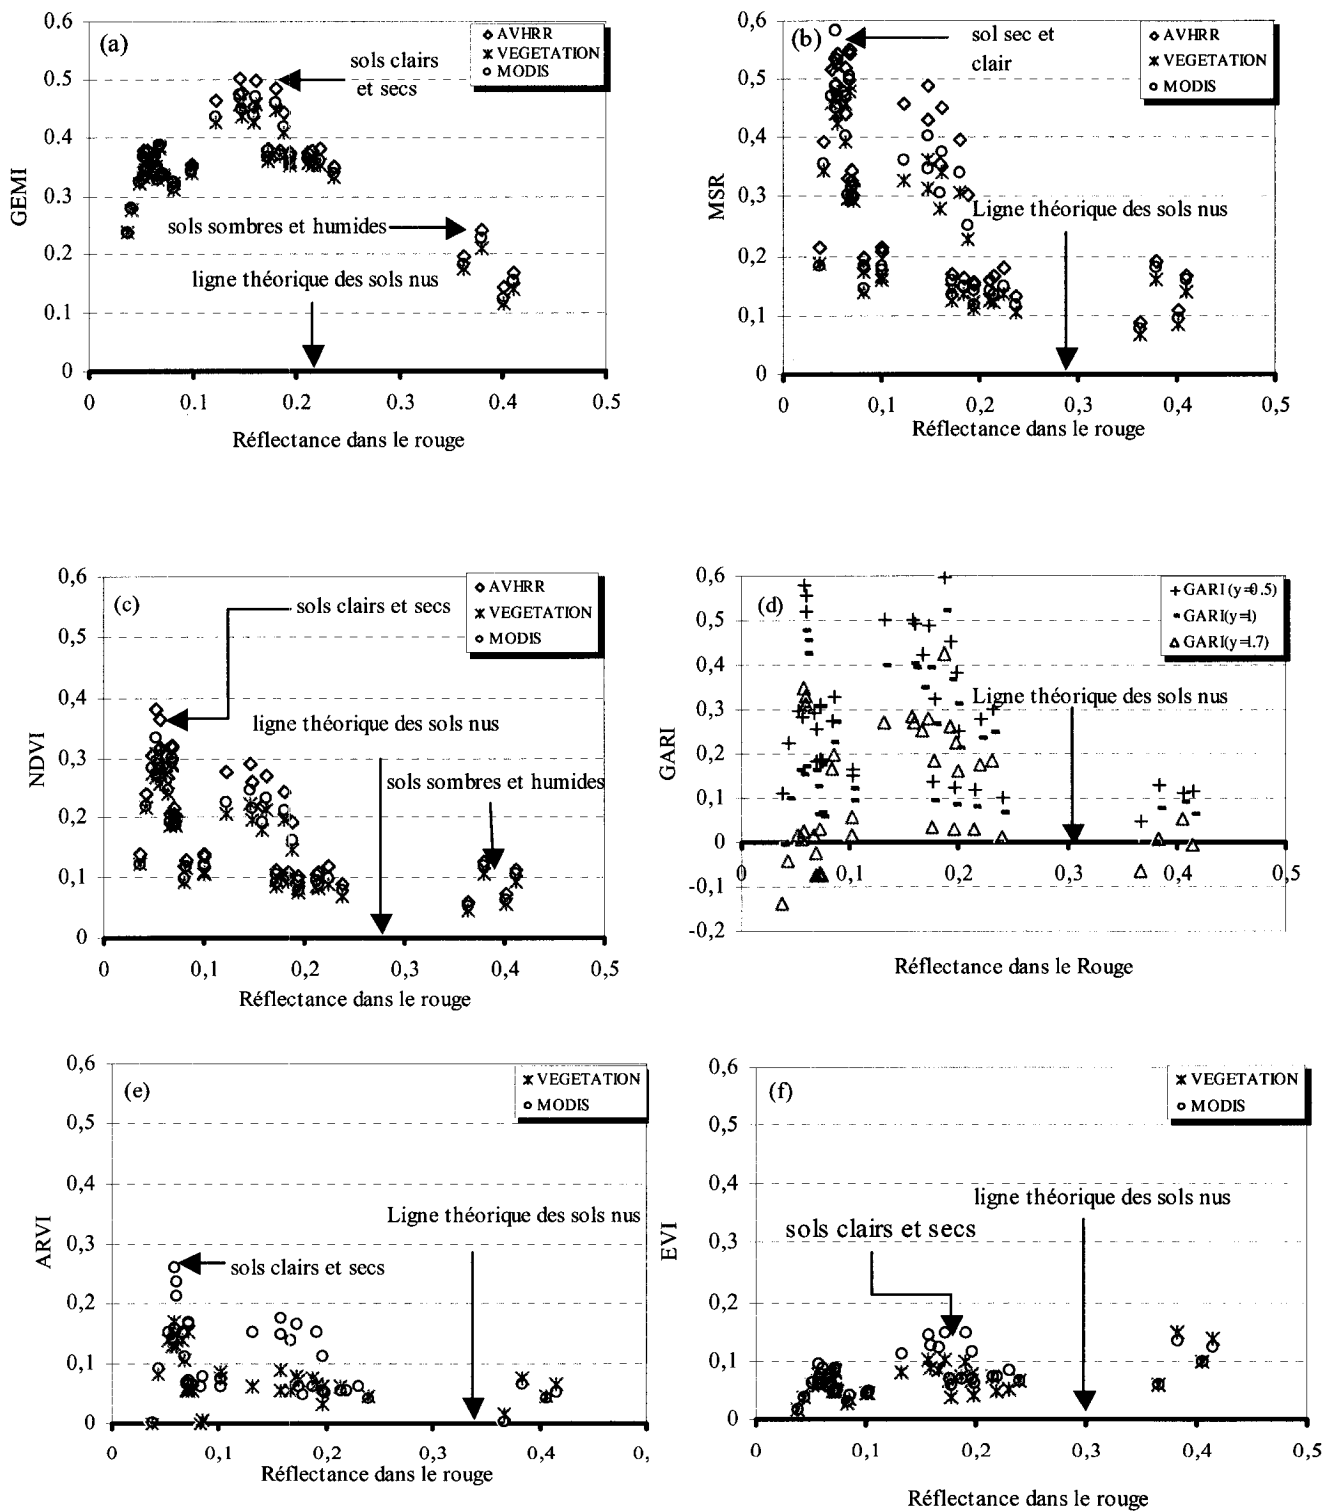 (a)
GEMI
0,6
0.5
0.4
0.3
0.2
0.1
0
AVHRR
VEGETATION
MODIS
sols clairs
et secs
sols sombres et humides
ligne théorique des sols nus
0 0.1 0.2 0.3 0.4 0.5
Réflectance dans le rouge
(b)
MSR
0,6
0,5
0,4
0,3
0,2
0,1
0
AVHRR
VEGETATION
MODIS
sol sec et
clair
Ligne théorique des sols nus
0 0,1 0,2 0,3 0,4 0,5
Réflectance dans le rouge
(c)
NDVI
0,6
0,5
0,4
0,3
0,2
0,1
0
AVHRR
VEGETATION
MODIS
sols clairs et secs
ligne théorique des sols nus
sols sombres et humides
0 0,1 0,2 0,3 0,4 0,5
Réflectance dans le rouge
(d)
GARI
0,6
0,5
0,4
0,3
0,2
0,1
0
-0,1
-0,2
GARI(y=0.5)
GARI(y=1)
GARI(y=1.7)
Ligne théorique des sols nus
0 0,1 0,2 0,3 0,4 0,5
Réflectance dans le Rouge
(e)
ARVI
0,6
0,5
0,4
0,3
0,2
0,1
0
VEGETATION
MODIS
Ligne théorique des sols nus
sols clairs et secs
0 0,1 0,2 0,3 0,4 0,
Réflectance dans le rouge
(f)
EVI
0,6
0,5
0,4
0,3
0,2
0,1
0
VEGETATION
MODIS
ligne théorique des sols nus
sols clairs et secs
0 0,1 0,2 0,3 0,4 0,5
Réflectance dans le rouge